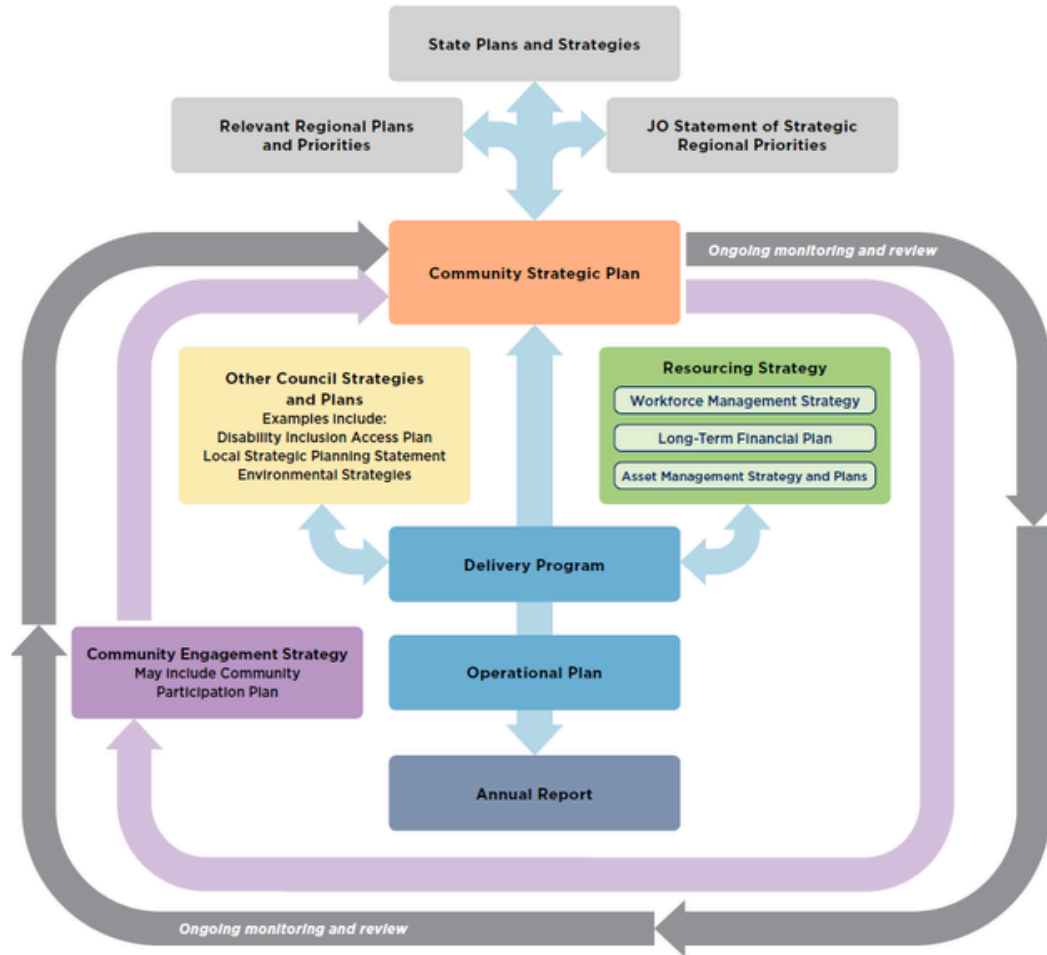 State Plans and Strategies
Relevant Regional Plans
and Priorities
JO Statement of Strategic
Regional Priorities
Community Strategic Plan
Ongoing monitoring and review
Other Council Strategies
and Plans
Examples Include:
Disability Inclusion Access Plan
Local Strategic Planning Statement
Environmental Strategies
Resourcing Strategy
Workforce Management Strategy
Long-Term Financial Plan
Asset Management Strategy and Plans
Delivery Program
Community Engagement Strategy
May Include Community
Participation Plan
Operational Plan
Annual Report
Ongoing monitoring and review